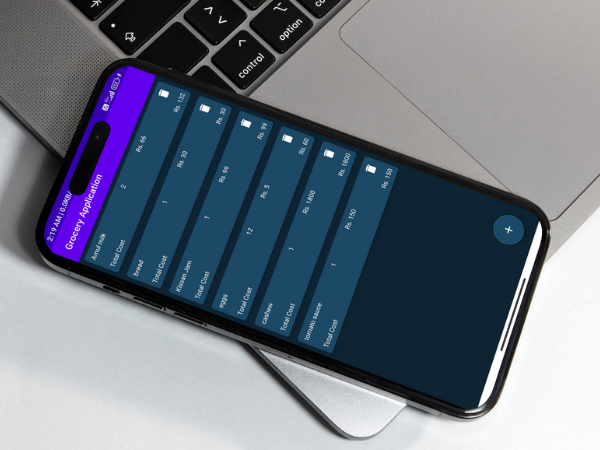 2:19 AM | 0.0KB/
Grocery Application
Amul milk 2 Rs. 66
Total Cost Rs. 132
bread 1 Rs. 30
Total Cost Rs. 30
Kissan Jam 1 Rs. 99
Total Cost Rs. 99
eggs 12 Rs. 5
Total Cost Rs. 60
cashew 1 Rs. 1800
Total Cost Rs. 1800
tomato sauce 1 Rs. 150
Total Cost Rs. 150
+
control
option